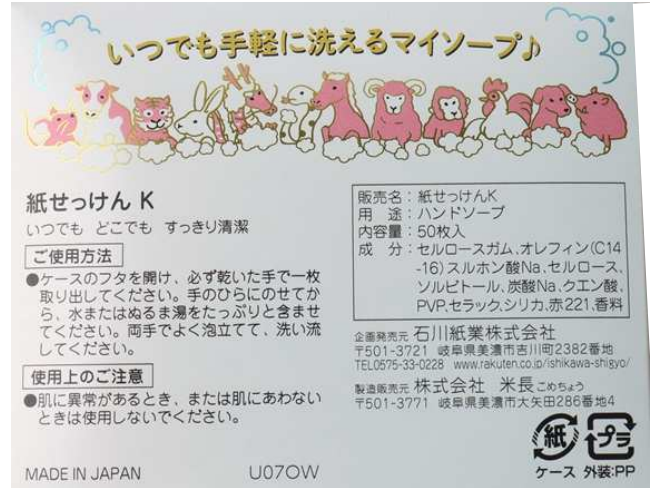 いつでも手軽に洗えるマイソープ♪
紙せっけん K
いつでも どこでも すっきり清潔
ご使用方法
●ケースのフタを開け、必ず乾いた手で一枚
取り出してください。手のひらにのせてか
ら、水またはぬるま湯をたっぷりと含ませ
てください。両手でよく泡立てて、洗い流
してください。
使用上のご注意
●肌に異常があるとき、または肌にあわない
ときは使用しないでください。
MADE IN JAPAN
U07OW
販売名：紙せっけんK
用　途：ハンドソープ
内容量：50枚入
成　分：セルロースガム、オレフィン(C14
-16)スルホン酸Na、セルロース、
ソルビトール、炭酸Na、クエン酸、
PVP、セラック、シリカ、赤221、香料
企画発売元 石川紙業株式会社
〒501-3721 岐阜県美濃市吉川町2382番地
TEL0575-33-0228 www.rakuten.co.jp/ishikawa-shigyo/
製造販売元 株式会社 米長 こめちょう
〒501-3771 岐阜県美濃市大矢田286番地4
紙 プラ
ケース 外装:PP